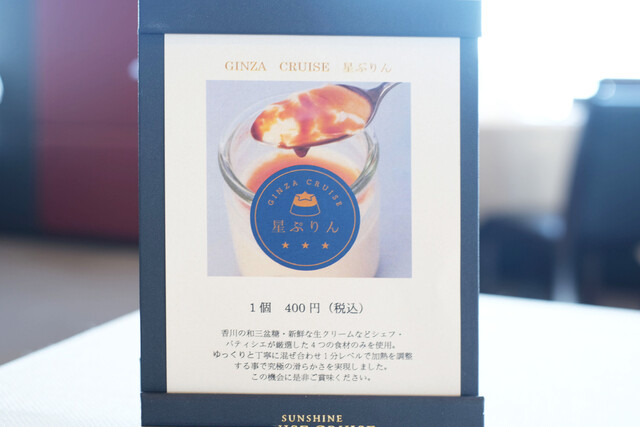 GINZA CRUISE 星ぷりん
GINZA CRUISE
星ぷりん
★ ★ ★
1個 400円（税込）
香川の和三盆糖・新鮮な生クリームなどシェフ・
パティシエが厳選した4つの食材のみを使用。
ゆっくりと丁寧に混ぜ合わせ1分レベルで加熱を調整
する事で究極の滑らかさを実現しました。
この機会に是非ご賞味ください。
SUNSHINE